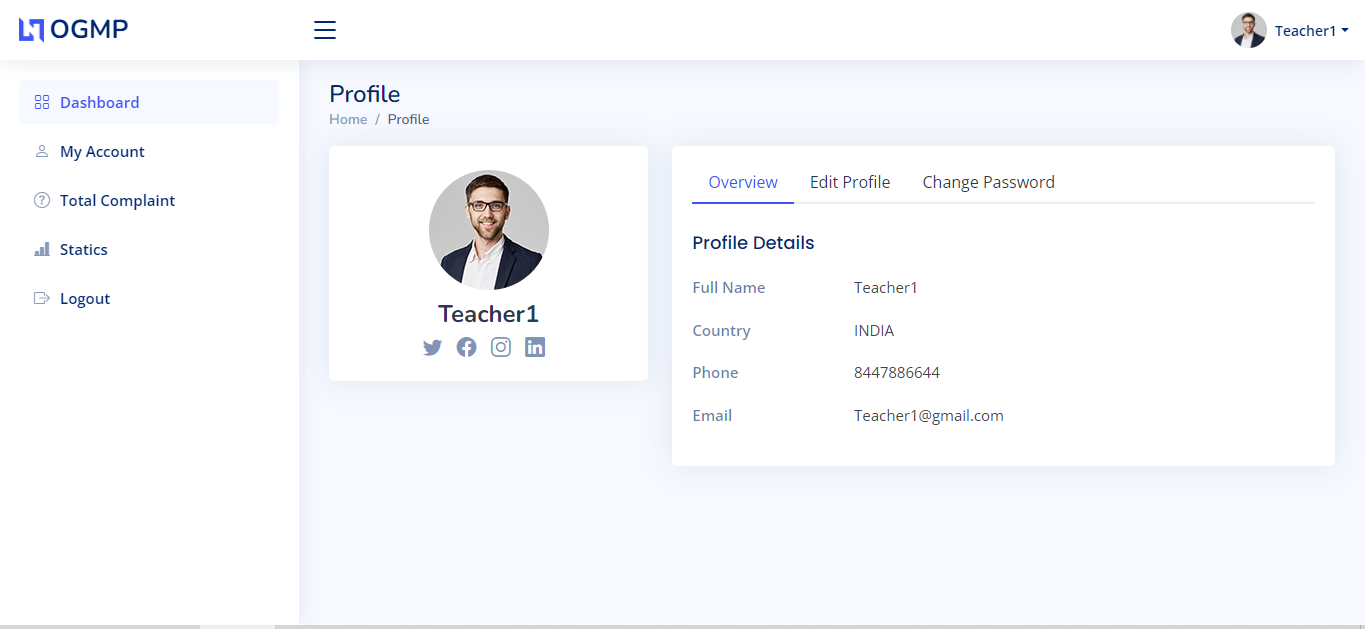 OGMP
Teacher1
Dashboard
My Account
Total Complaint
Statics
Logout
Profile
Home / Profile
Teacher1
Overview Edit Profile Change Password
Profile Details
Full Name Teacher1
Country INDIA
Phone 8447886644
Email Teacher1@gmail.com